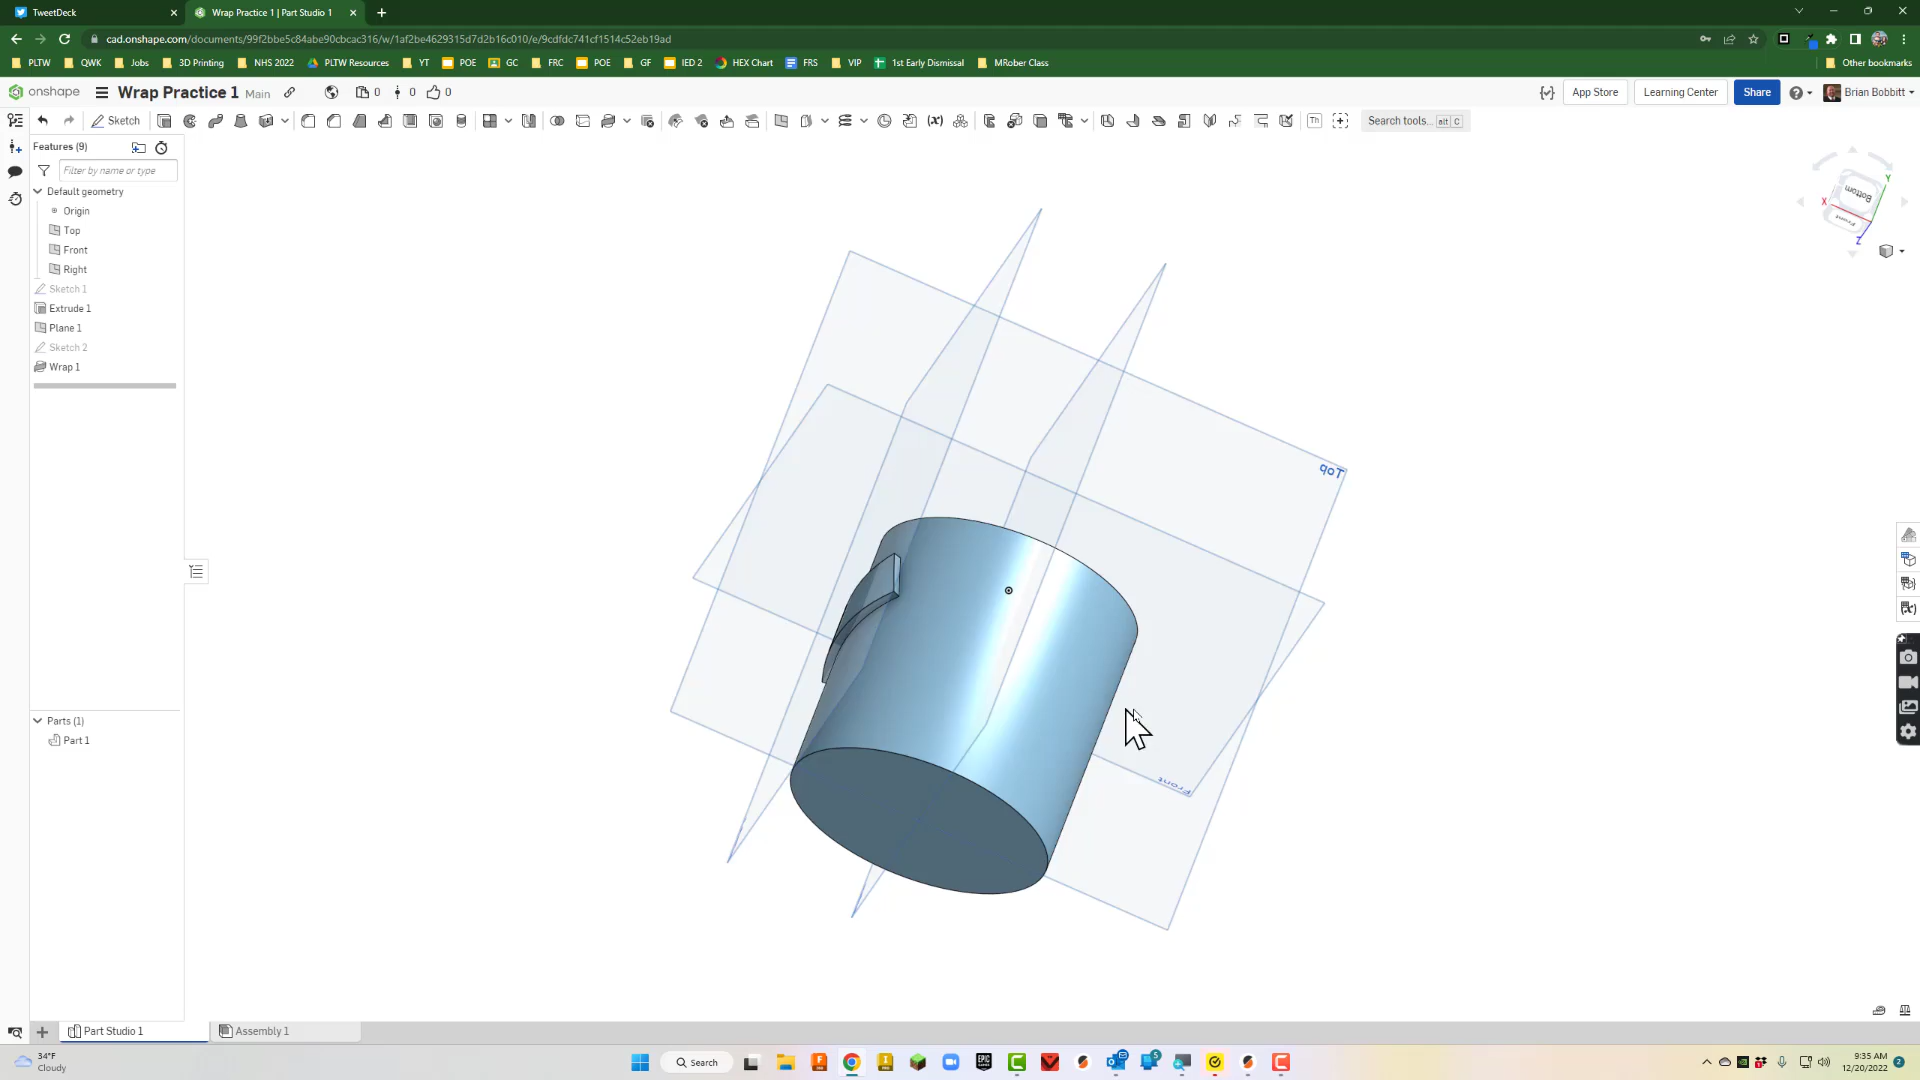 TweetDeck
Wrap Practice 1 | Part Studio 1
cad.onshape.com/documents/99f2bbe5c84abe90cbcac316/w/1af2be4629315d7d2b16c010/e/9cdfdc741cf1514c52eb19ad
PLTW QWK Jobs 3D Printing NHS 2022 PLTW Resources YT POE GC FRC POE GF IED 2 HEX Chart FRS VIP 1st Early Dismissal MRober Class Other bookmarks
onshape Wrap Practice 1 Main 0 0 0 App Store Learning Center Share Brian Bobbitt
Sketch Th Search tools... alt C
Features (9)
Filter by name or type
Default geometry
Origin
Top
Front
Right
Sketch 1
Extrude 1
Plane 1
Sketch 2
Wrap 1
Bottom
Front
X
Y
Z
Top
Front
Parts (1)
Part 1
Part Studio 1
Assembly 1
34°F
Cloudy
Search
9:35 AM
12/20/2022
2